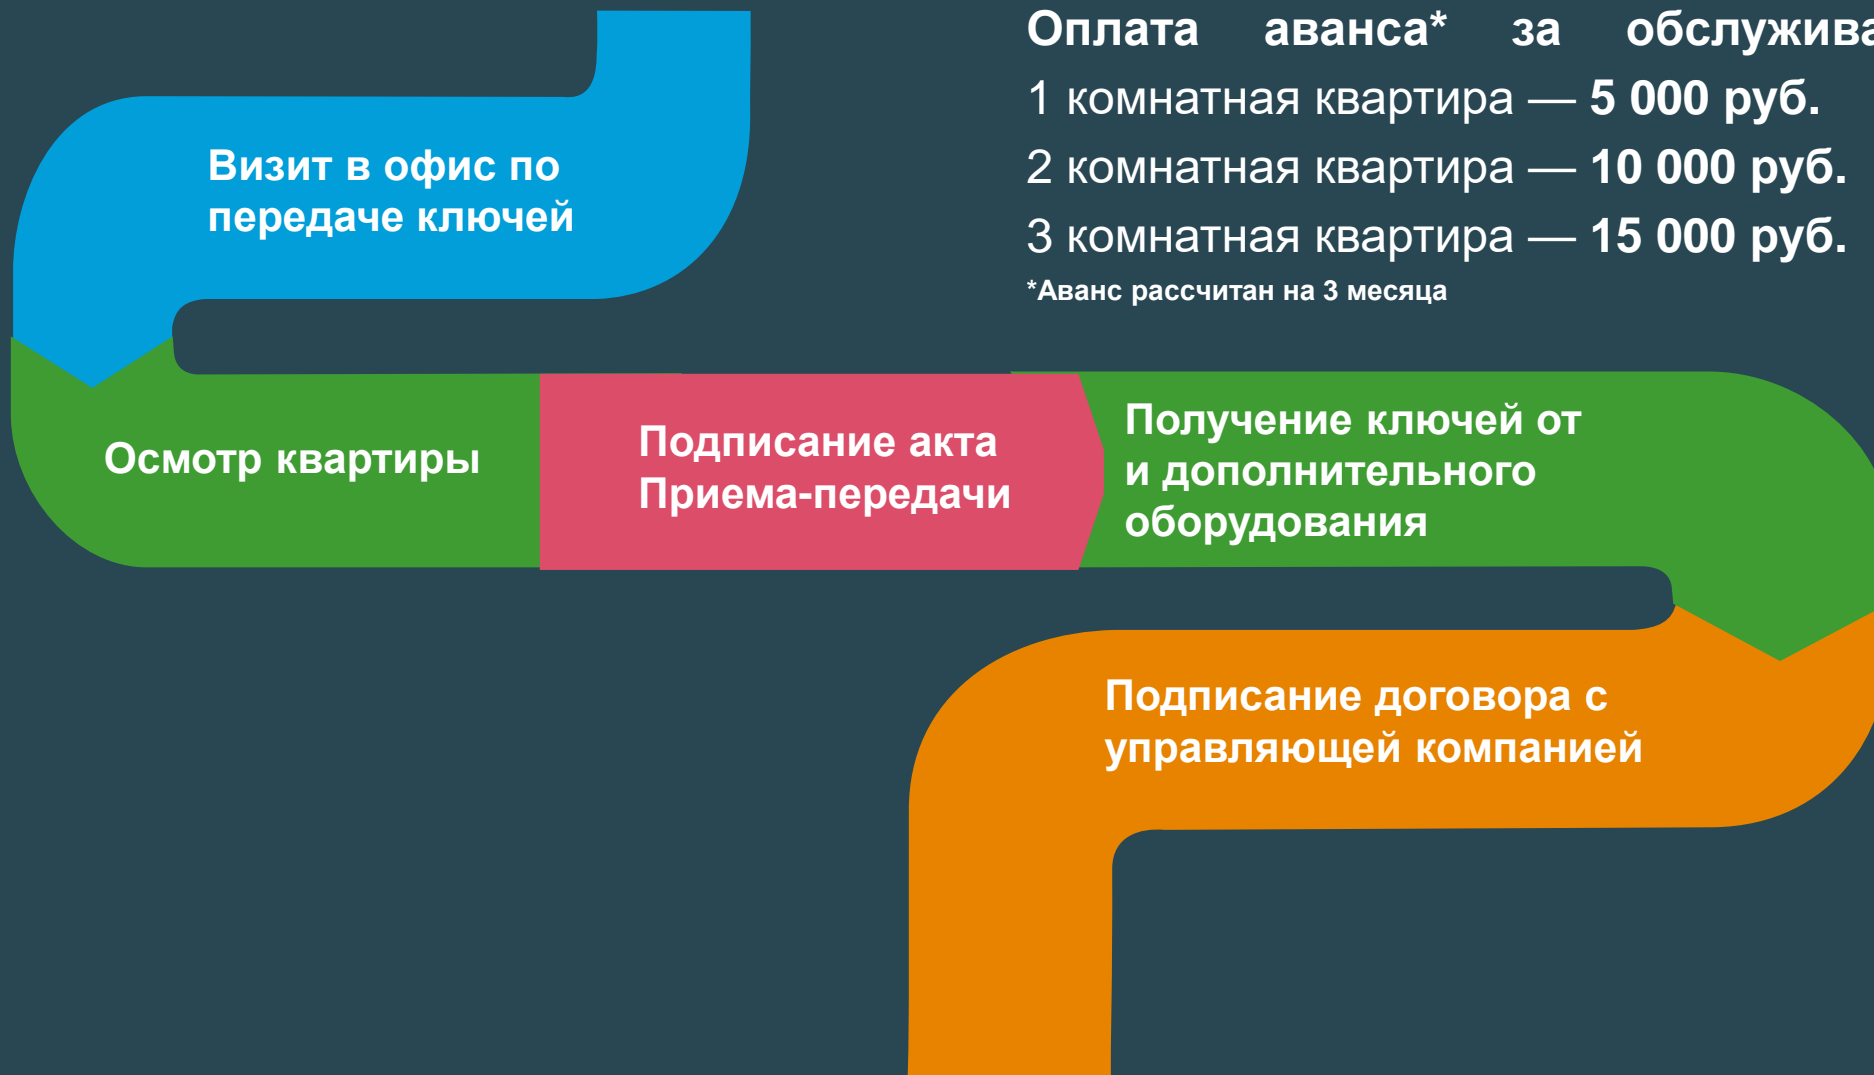 Оплата аванса* за обслужива
1 комнатная квартира — 5 000 руб.
2 комнатная квартира — 10 000 руб.
3 комнатная квартира — 15 000 руб.
*Аванс рассчитан на 3 месяца
Визит в офис по
передаче ключей
Осмотр квартиры
Подписание акта
Приема-передачи
Получение ключей от
и дополнительного
оборудования
Подписание договора с
управляющей компанией